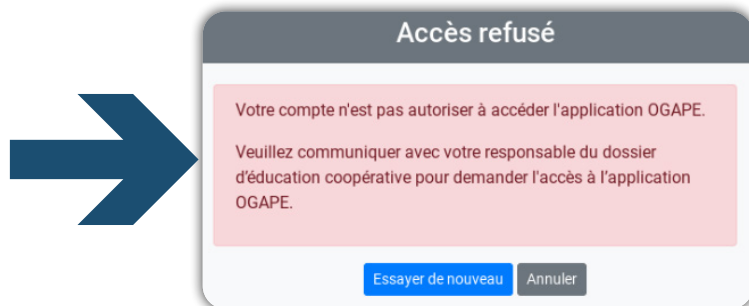 Accès refusé
Votre compte n'est pas autoriser à accéder l'application OGAPE.
Veuillez communiquer avec votre responsable du dossier
d'éducation coopérative pour demander l'accès à l'application
OGAPE.
Essayer de nouveau Annuler